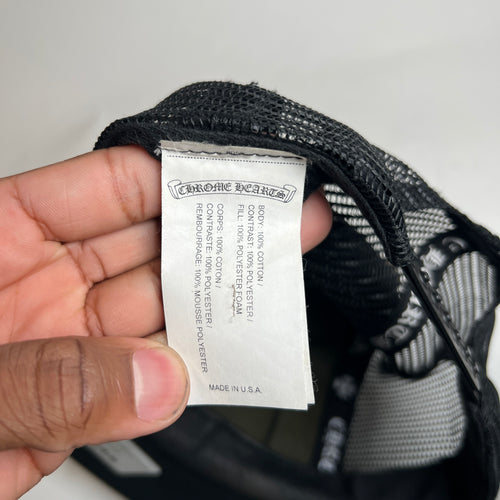 CHROME HEARTS
BODY: 100% COTTON /
CONTRAST: 100% POLYESTER /
FILL: 100% POLYESTER FOAM
CORPS: 100% COTON /
CONTRASTE: 100% POLYESTER /
REMBOURRAGE: 100% MOUSSE POLYESTER
MADE IN U.S.A.